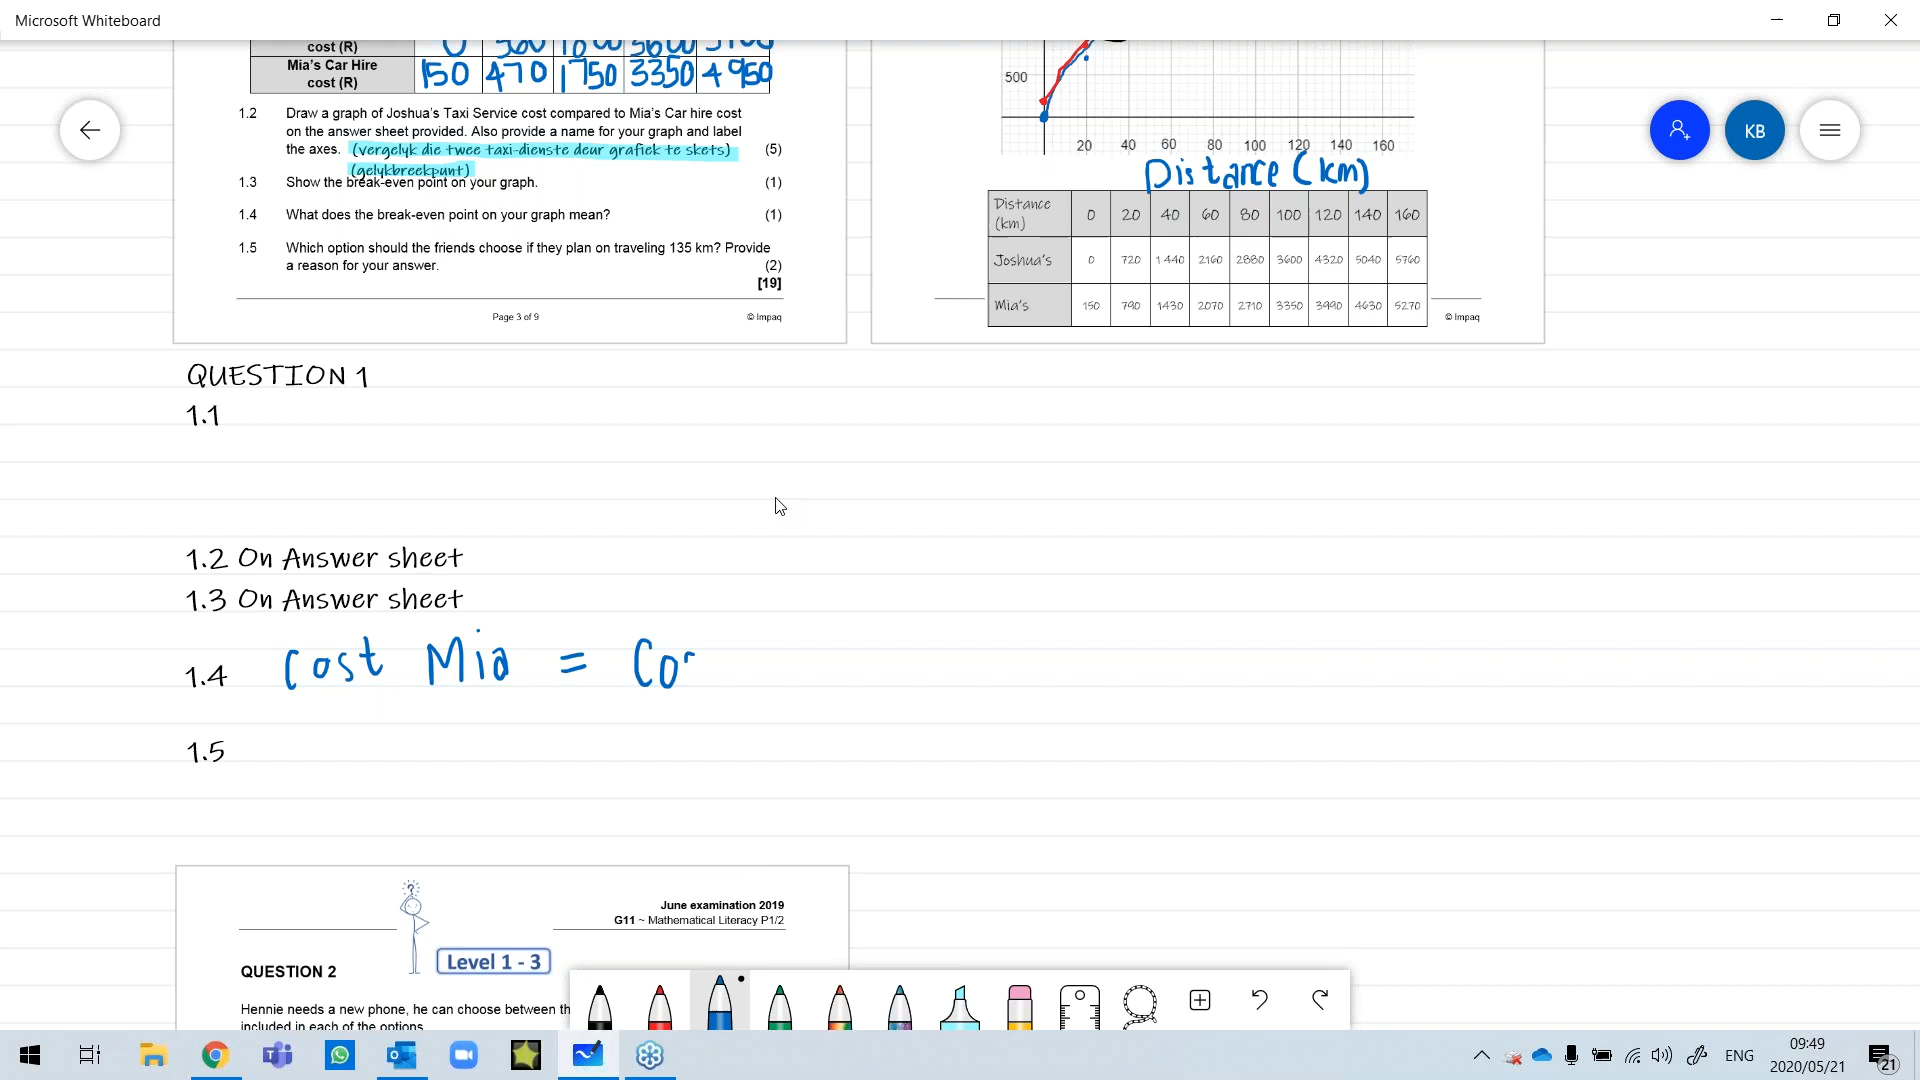 Microsoft Whiteboard
cost (R) 0 360 1800 3600 5400
Mia's Car Hire
cost (R) 150 470 1750 3350 4950
1.2 Draw a graph of Joshua's Taxi Service cost compared to Mia's Car hire cost
on the answer sheet provided. Also provide a name for your graph and label
the axes. (vergelyk die twee taxi-dienste deur grafiek te skets) (5)
(gelykbreekpunt)
1.3 Show the break-even point on your graph. (1)
1.4 What does the break-even point on your graph mean? (1)
1.5 Which option should the friends choose if they plan on traveling 135 km? Provide
a reason for your answer. (2)
[19]
Page 3 of 9 © Impaq
500
20 40 60 80 100 120 140 160
Distance (km)
Distance
(km) 0 20 40 60 80 100 120 140 160
Joshua's 0 720 1440 2160 2880 3600 4320 5040 5760
Mia's 150 790 1430 2070 2710 3350 3990 4630 5270
© Impaq
KB
QUESTION 1
1.1
1.2 On Answer sheet
1.3 On Answer sheet
1.4 Cost Mia = Cor
1.5
June examination 2019
G11 ~ Mathematical Literacy P1/2
?
Level 1 - 3
QUESTION 2
Hennie needs a new phone, he can choose between th
included in each of the options.
ENG
09:49
2020/05/21
21